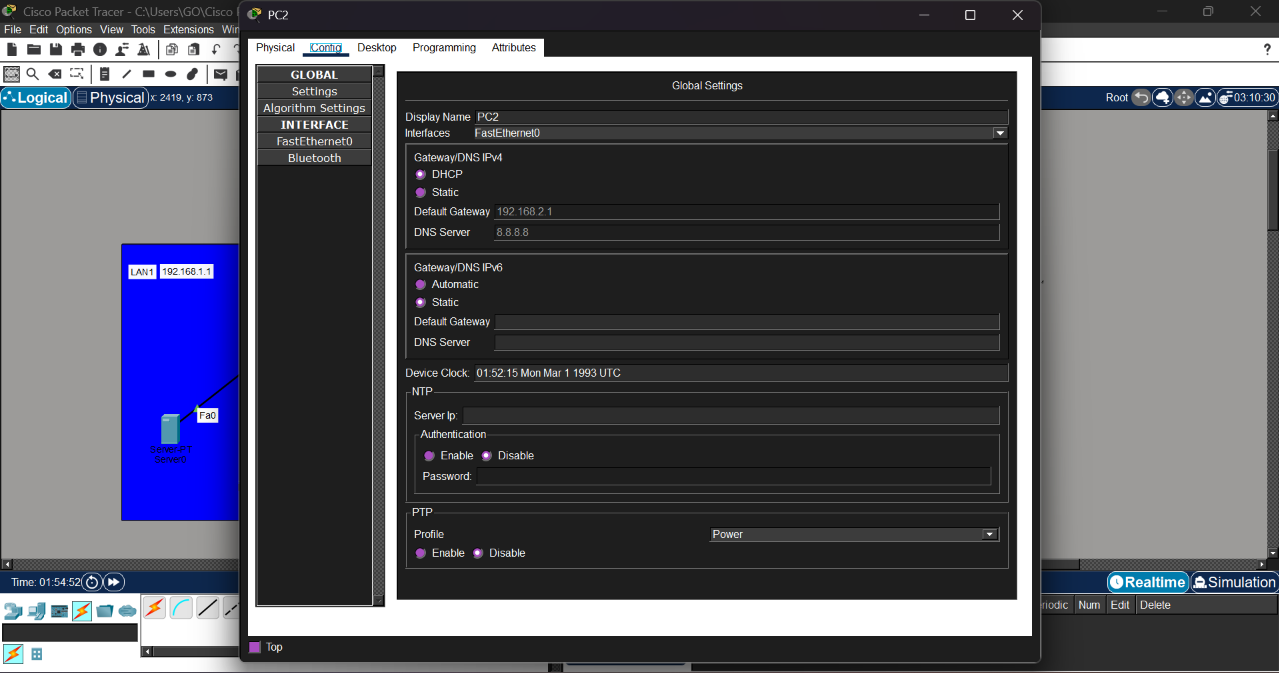 Cisco Packet Tracer - C:\Users\GO\Cisco
PC2
File Edit Options View Tools Extensions Win
Physical Config Desktop Programming Attributes
?
Logical Physical x: 2419, y: 873
Root 03:10:30
GLOBAL
Settings
Algorithm Settings
INTERFACE
FastEthernet0
Bluetooth
Global Settings
Display Name PC2
Interfaces FastEthernet0
Gateway/DNS IPv4
DHCP
Static
Default Gateway 192.168.2.1
DNS Server 8.8.8.8
Gateway/DNS IPv6
Automatic
Static
Default Gateway
DNS Server
Device Clock: 01:52:15 Mon Mar 1 1993 UTC
NTP
Server Ip:
Authentication
Enable Disable
Password:
PTP
Profile Power
Enable Disable
Top
LAN1 192.168.1.1
Fa0
Server-PT
Server0
Time: 01:54:52
Realtime Simulation
riodic Num Edit Delete